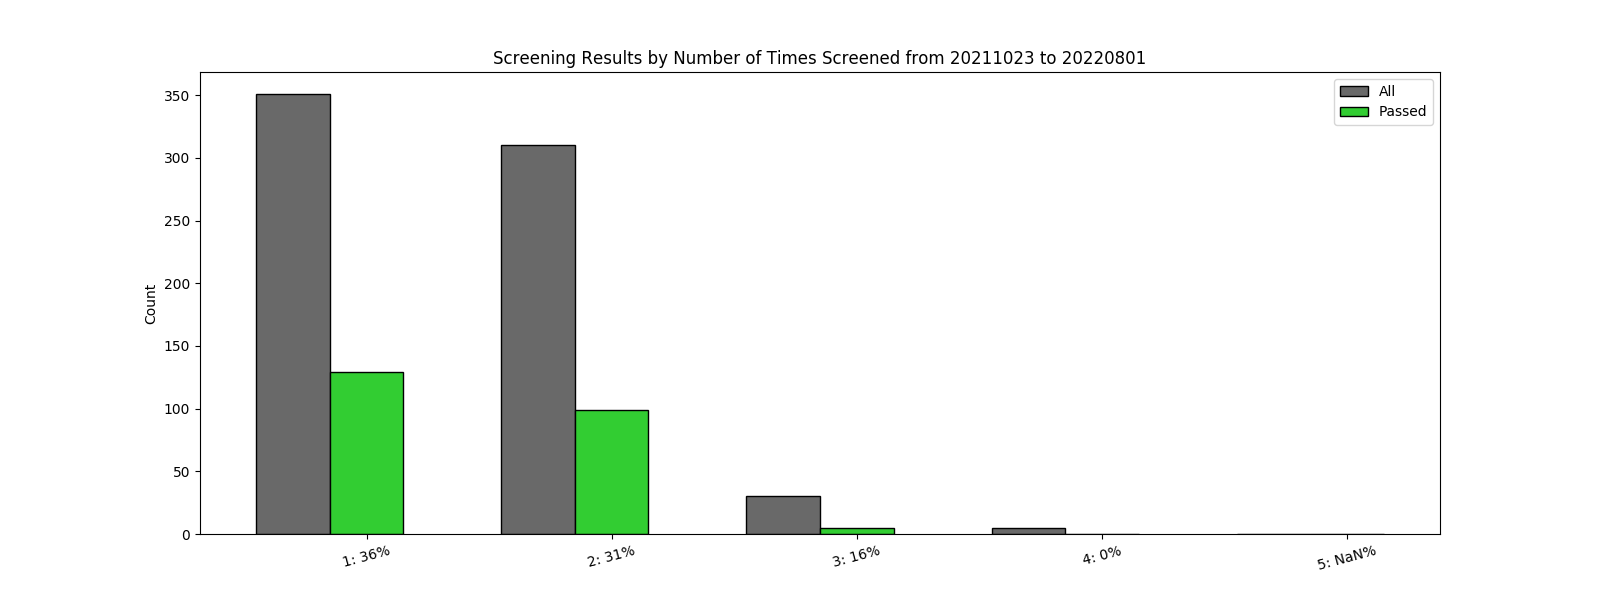 Screening Results by Number of Times Screened from 20211023 to 20220801
All
Passed
350
300
250
200
150
100
50
0
Count
1: 36%
2: 31%
3: 16%
4: 0%
5: NaN%